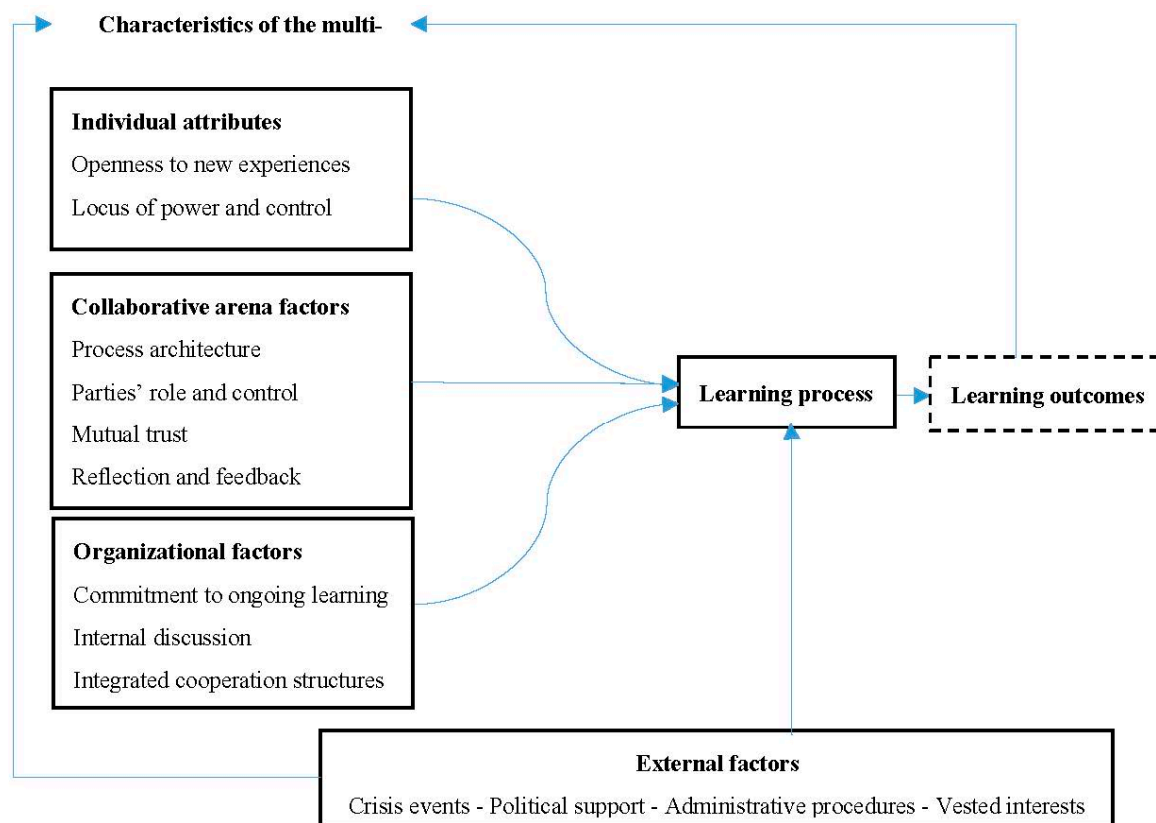 Characteristics of the multi-
Individual attributes
Openness to new experiences
Locus of power and control
Collaborative arena factors
Process architecture
Parties’ role and control
Mutual trust
Reflection and feedback
Organizational factors
Commitment to ongoing learning
Internal discussion
Integrated cooperation structures
Learning process
Learning outcomes
External factors
Crisis events - Political support - Administrative procedures - Vested interests